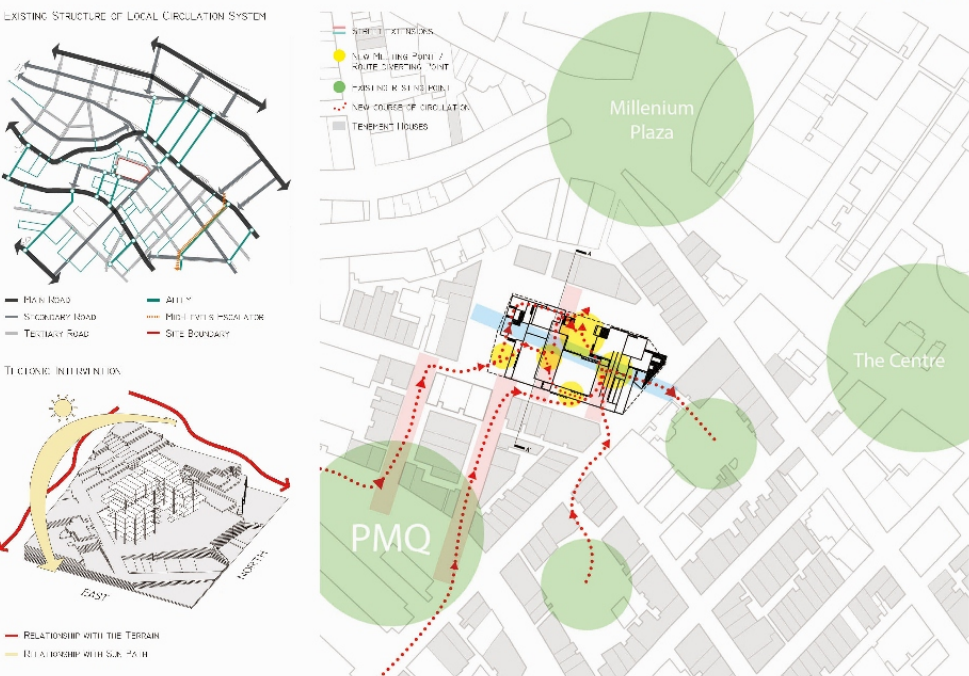 EXISTING STRUCTURE OF LOCAL CIRCULATION SYSTEM
MAIN ROAD
SECONDARY ROAD
TERTIARY ROAD
ALLEY
MID-LEVELS ESCALATOR
SITE BOUNDARY
TECTONIC INTERVENTION
EAST
NORTH
RELATIONSHIP WITH THE TERRAIN
RELATIONSHIP WITH SUN PATH
STREET EXTENSIONS
NEW MEETING POINT /
ROUTE DIVERTING POINT
EXISTING RESTING POINT
NEW COURSE OF CIRCULATION
TENEMENT HOUSES
Millenium
Plaza
The Centre
PMQ
A